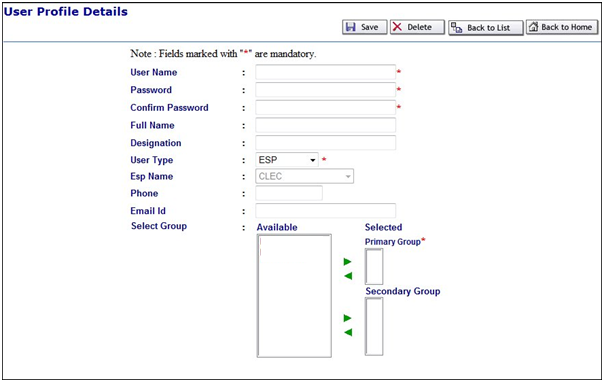 User Profile Details
Save Delete Back to List Back to Home
Note : Fields marked with "*" are mandatory.
User Name : *
Password : *
Confirm Password : *
Full Name :
Designation :
User Type : ESP *
Esp Name : CLEC
Phone :
Email Id :
Select Group : Available Selected
Primary Group*
Secondary Group